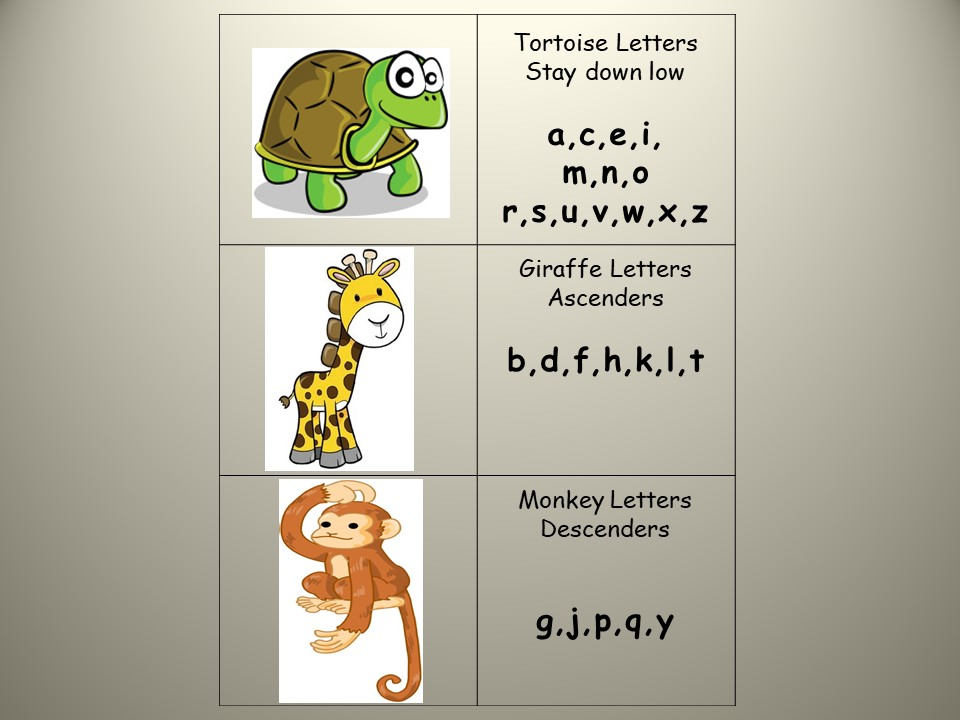 Tortoise Letters
Stay down low
a,c,e,i,
m,n,o
r,s,u,v,w,x,z
Giraffe Letters
Ascenders
b,d,f,h,k,l,t
Monkey Letters
Descenders
g,j,p,q,y